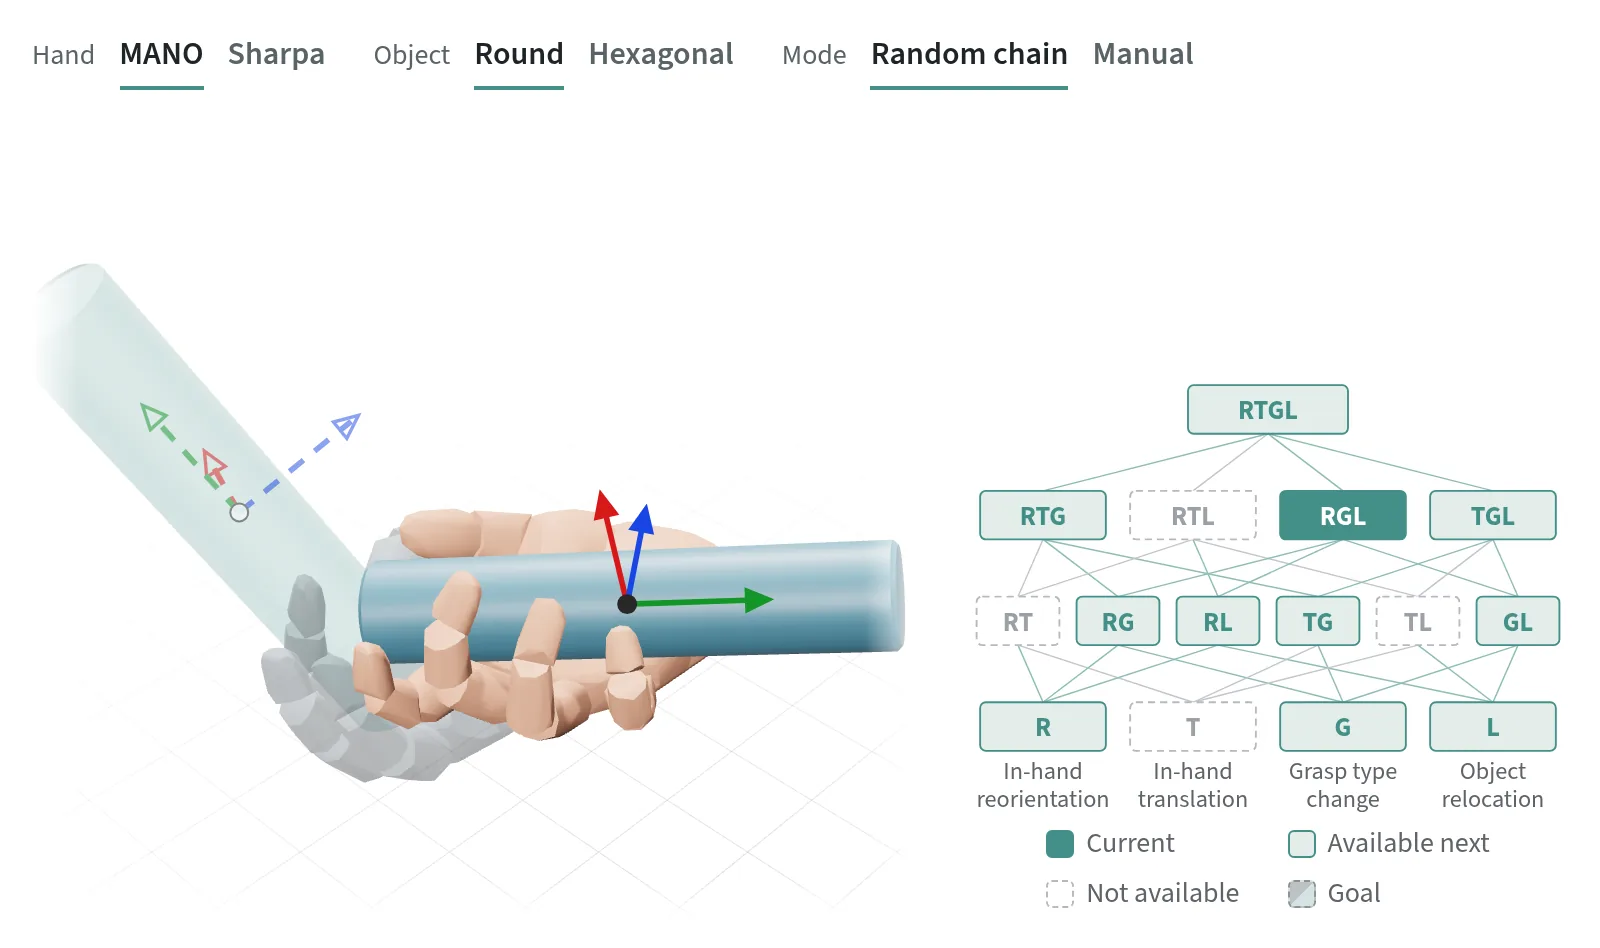 Hand MANO Sharpa Object Round Hexagonal Mode Random chain Manual
RTGL
RTG RTL RGL TGL
RT RG RL TG TL GL
R T G L
In-hand reorientation
In-hand translation
Grasp type change
Object relocation
Current Available next
Not available Goal